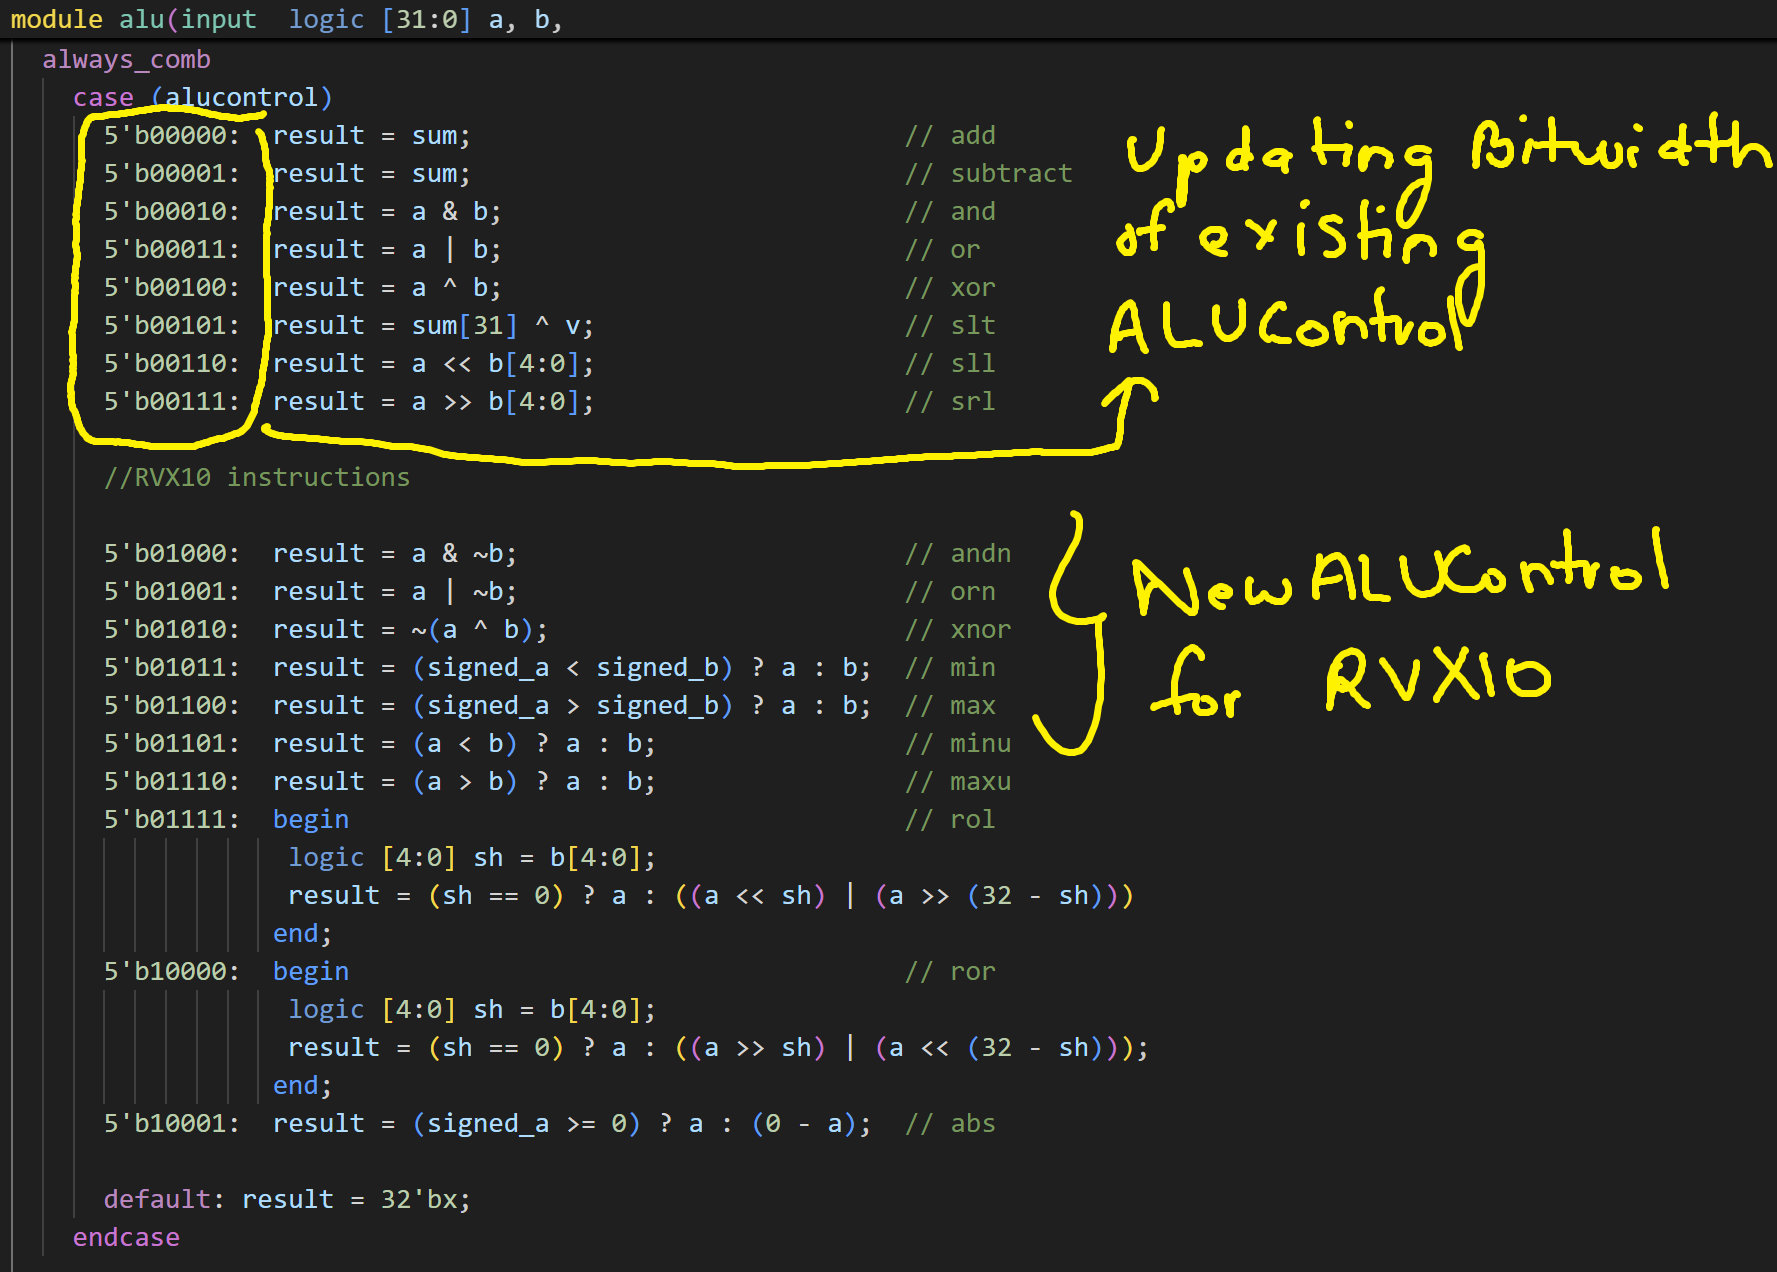 module alu(input  logic [31:0] a, b,
always_comb
case (alucontrol)
5'b00000:  result = sum;  // add
5'b00001:  result = sum;  // subtract
5'b00010:  result = a & b;  // and
5'b00011:  result = a | b;  // or
5'b00100:  result = a ^ b;  // xor
5'b00101:  result = sum[31] ^ v;  // slt
5'b00110:  result = a << b[4:0];  // sll
5'b00111:  result = a >> b[4:0];  // srl
Updating Bitwidth
of existing
ALUControl
//RVX10 instructions
5'b01000:  result = a & ~b;  // andn
5'b01001:  result = a | ~b;  // orn
5'b01010:  result = ~(a ^ b);  // xnor
5'b01011:  result = (signed_a < signed_b) ? a : b;  // min
5'b01100:  result = (signed_a > signed_b) ? a : b;  // max
5'b01101:  result = (a < b) ? a : b;  // minu
5'b01110:  result = (a > b) ? a : b;  // maxu
5'b01111:  begin  // rol
logic [4:0] sh = b[4:0];
result = (sh == 0) ? a : ((a << sh) | (a >> (32 - sh)))
end;
5'b10000:  begin  // ror
logic [4:0] sh = b[4:0];
result = (sh == 0) ? a : ((a >> sh) | (a << (32 - sh)));
end;
5'b10001:  result = (signed_a >= 0) ? a : (0 - a);  // abs
New ALUControl
for RVX10
default: result = 32'bx;
endcase